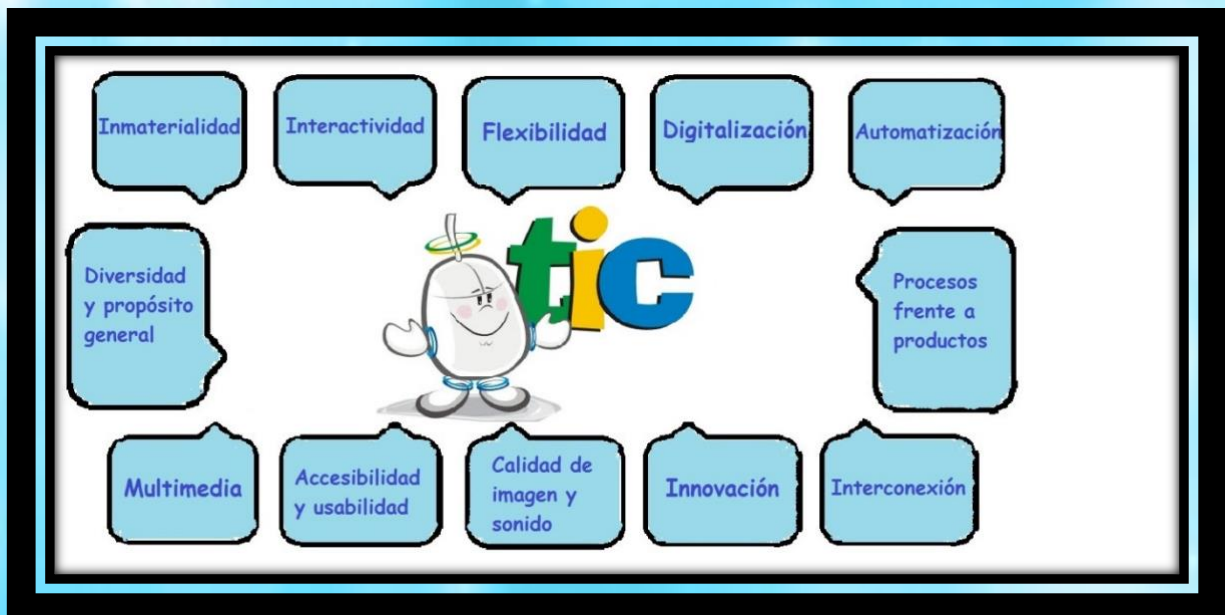 Inmaterialidad
Interactividad
Flexibilidad
Digitalización
Automatización
Diversidad
y propósito
general
tic
Procesos
frente a
productos
Multimedia
Accesibilidad
y usabilidad
Calidad de
imagen y
sonido
Innovación
Interconexión